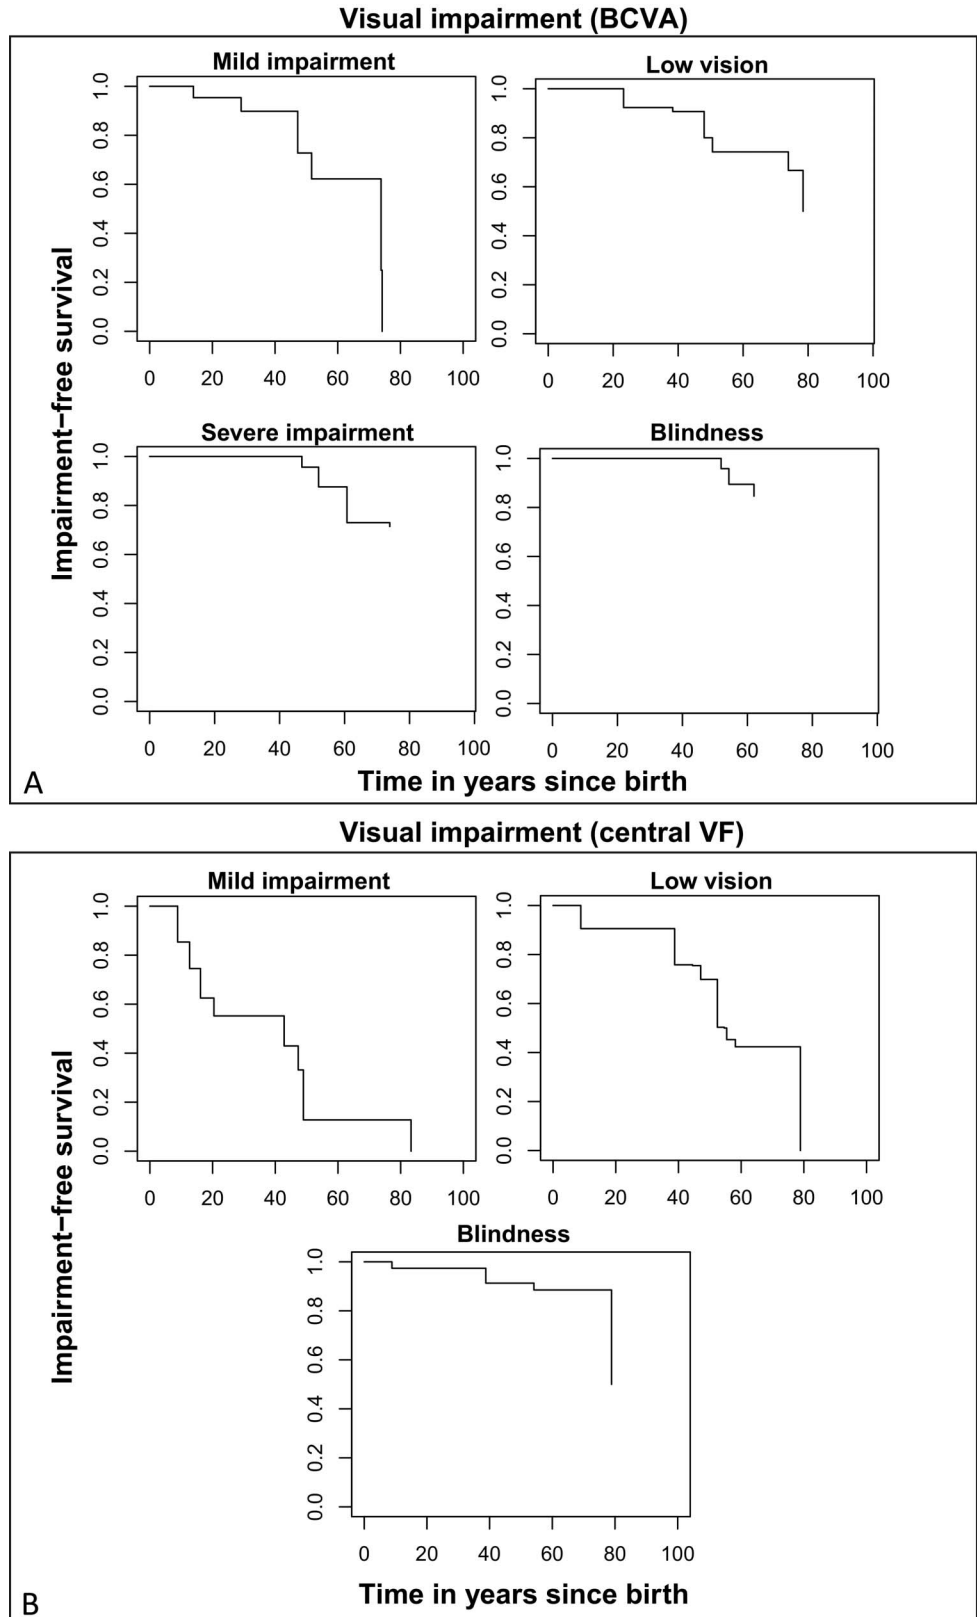 Visual impairment (BCVA)
Mild impairment
Low vision
1.0
0.8
0.6
0.4
0.2
0.0
0 20 40 60 80 100
1.0
0.8
0.6
0.4
0.2
0.0
0 20 40 60 80 100
Impairment−free survival
Severe impairment
Blindness
1.0
0.8
0.6
0.4
0.2
0.0
0 20 40 60 80 100
1.0
0.8
0.6
0.4
0.2
0.0
0 20 40 60 80 100
Time in years since birth
A
Visual impairment (central VF)
Mild impairment
Low vision
1.0
0.8
0.6
0.4
0.2
0.0
0 20 40 60 80 100
1.0
0.8
0.6
0.4
0.2
0.0
0 20 40 60 80 100
Impairment−free survival
Blindness
1.0
0.8
0.6
0.4
0.2
0.0
0 20 40 60 80 100
Time in years since birth
B